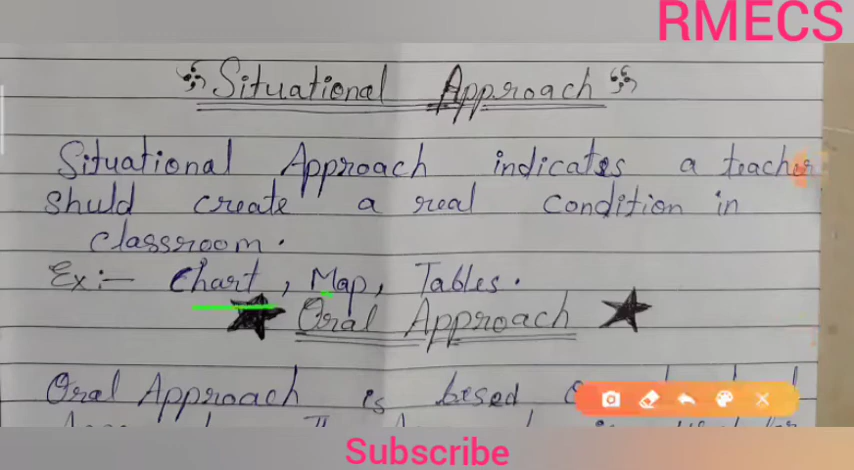 RMECS
Situational Approach
Situational Approach indicates a teacher
Shuld create a real condition in
classroom.
Ex:- Chart, Map, Tables.
Oral Approach
Oral Approach is besed
Subscribe